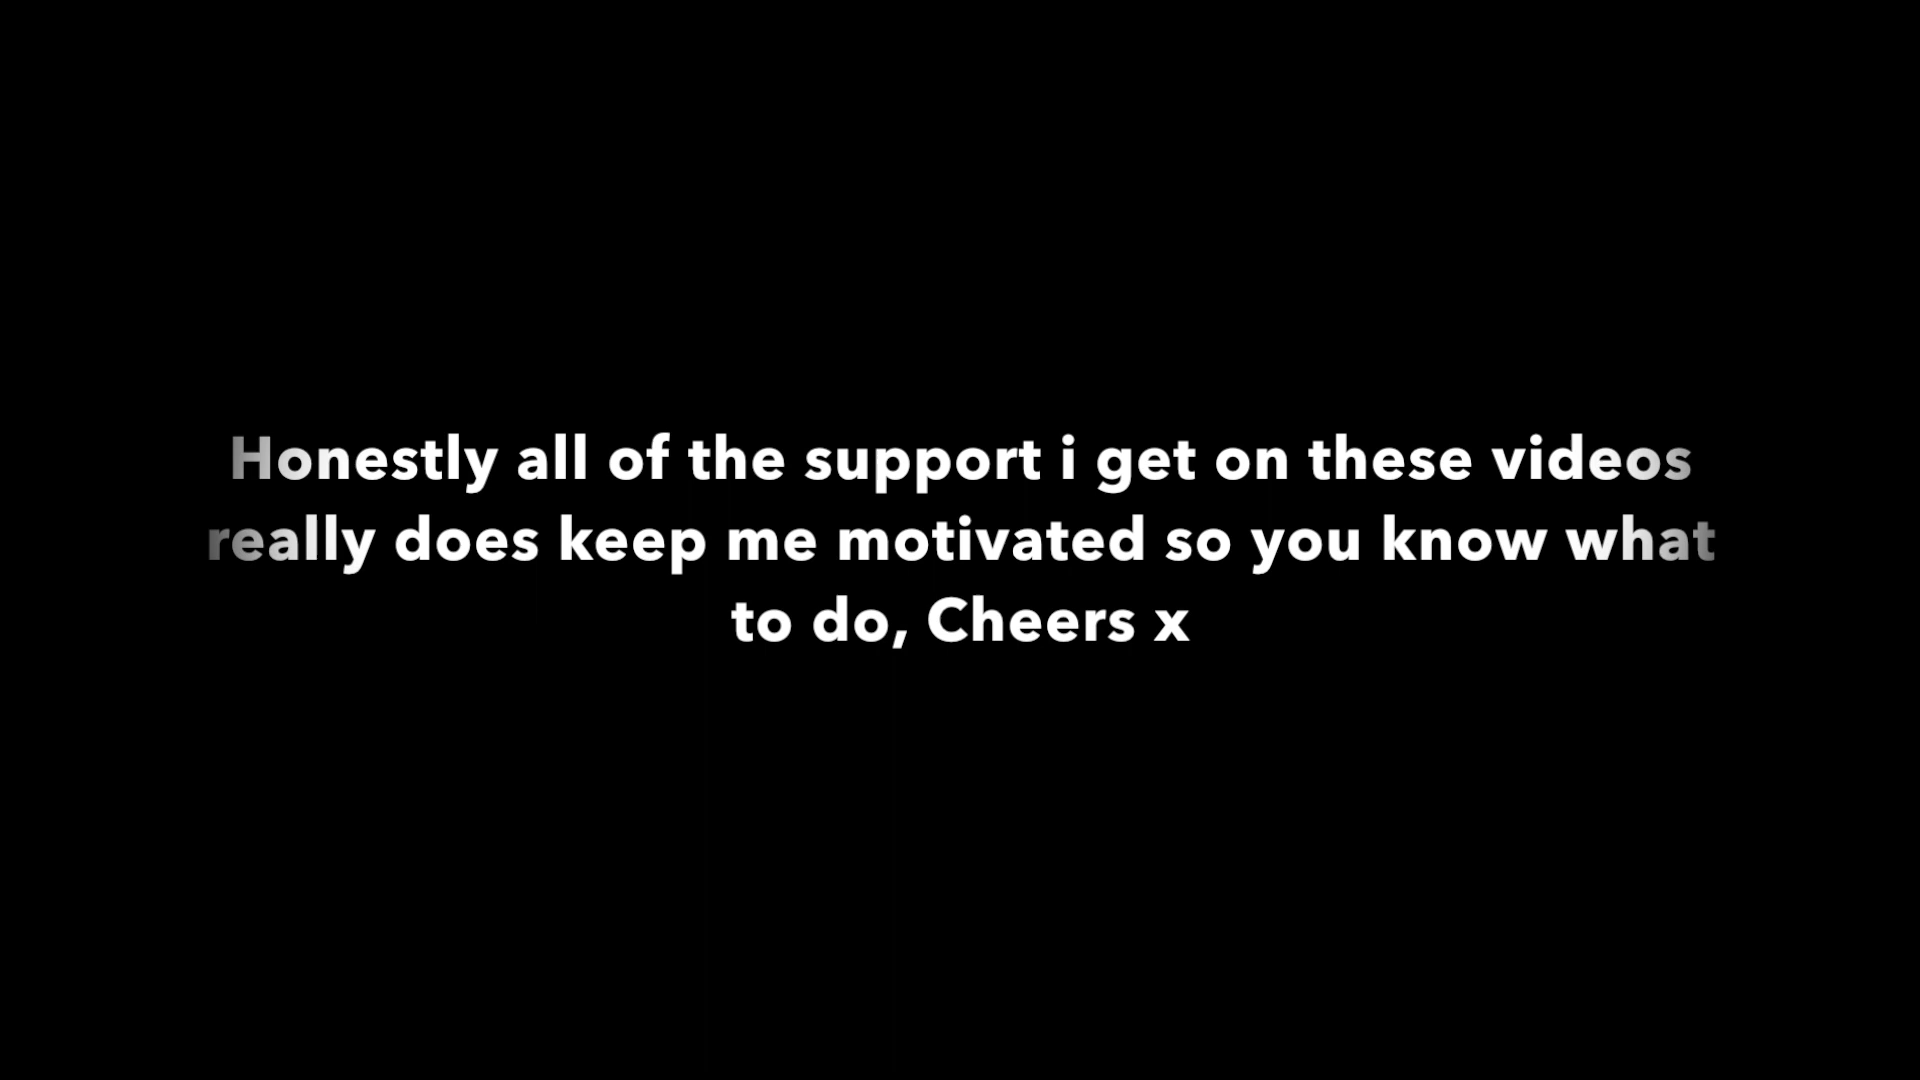 Honestly all of the support i get on these videos
really does keep me motivated so you know what
to do, Cheers x